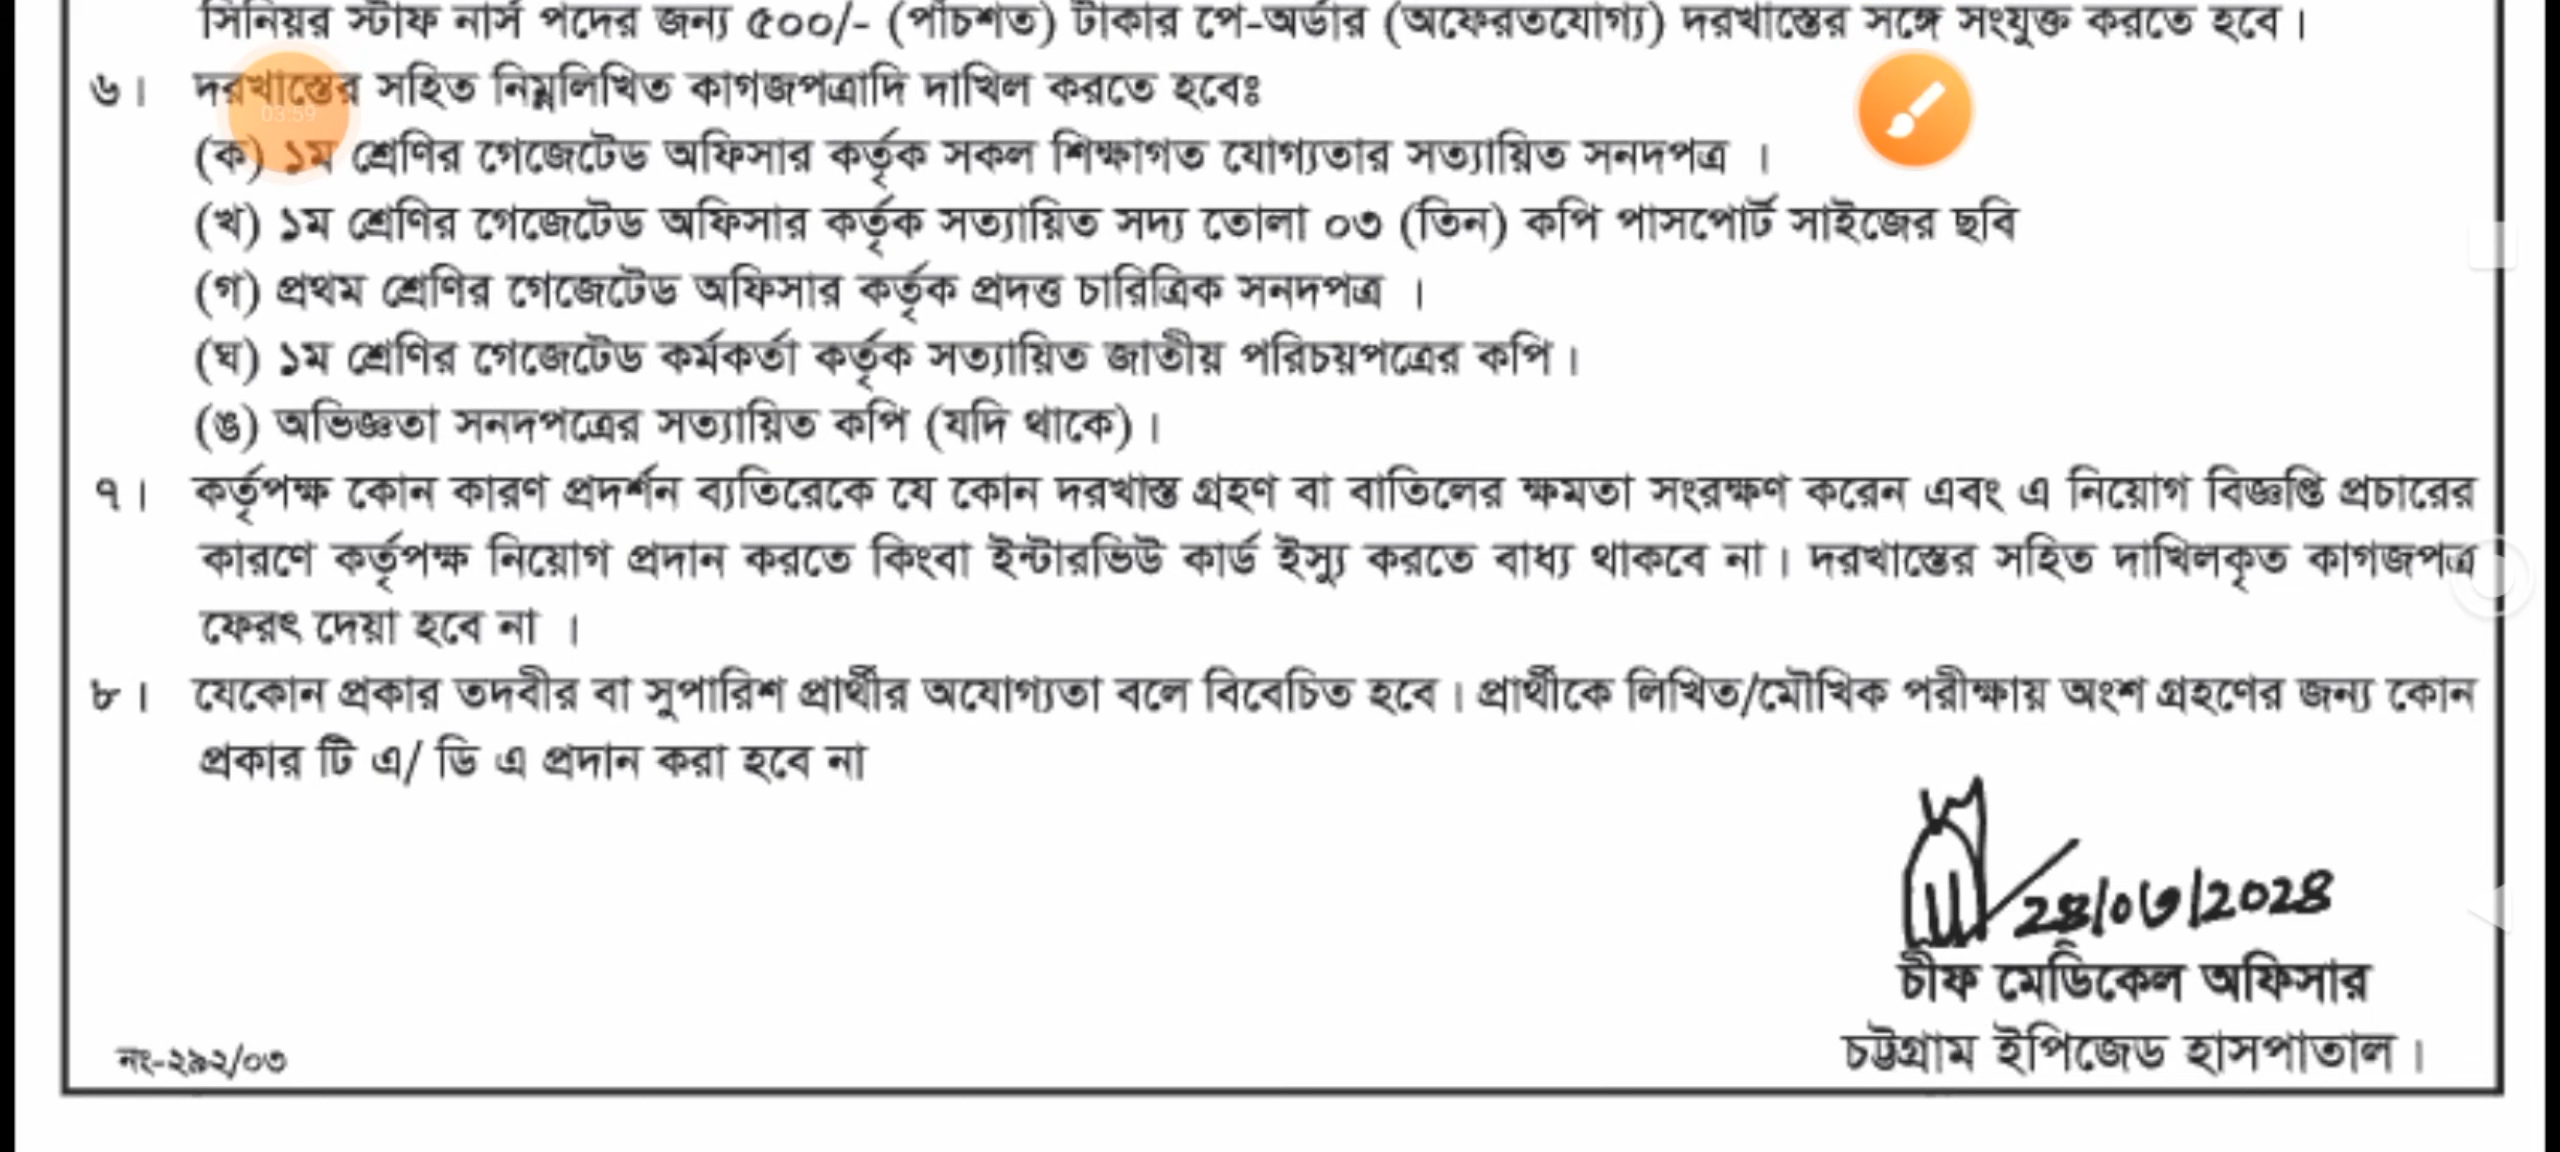 সিনিয়র স্টাফ নার্স পদের জন্য ৫০০/- (পাঁচশত) টাকার পে-অর্ডার (অফেরতযোগ্য) দরখাস্তের সঙ্গে সংযুক্ত করতে হবে।
৬। দরখাস্তের সহিত নিম্নলিখিত কাগজপত্রাদি দাখিল করতে হবেঃ
03:59
(ক) ১ম শ্রেণির গেজেটেড অফিসার কর্তৃক সকল শিক্ষাগত যোগ্যতার সত্যায়িত সনদপত্র ।
(খ) ১ম শ্রেণির গেজেটেড অফিসার কর্তৃক সত্যায়িত সদ্য তোলা ০৩ (তিন) কপি পাসপোর্ট সাইজের ছবি
(গ) প্রথম শ্রেণির গেজেটেড অফিসার কর্তৃক প্রদত্ত চারিত্রিক সনদপত্র ।
(ঘ) ১ম শ্রেণির গেজেটেড কর্মকর্তা কর্তৃক সত্যায়িত জাতীয় পরিচয়পত্রের কপি।
(ঙ) অভিজ্ঞতা সনদপত্রের সত্যায়িত কপি (যদি থাকে)।
৭। কর্তৃপক্ষ কোন কারণ প্রদর্শন ব্যতিরেকে যে কোন দরখাস্ত গ্রহণ বা বাতিলের ক্ষমতা সংরক্ষণ করেন এবং এ নিয়োগ বিজ্ঞপ্তি প্রচারের
কারণে কর্তৃপক্ষ নিয়োগ প্রদান করতে কিংবা ইন্টারভিউ কার্ড ইস্যু করতে বাধ্য থাকবে না। দরখাস্তের সহিত দাখিলকৃত কাগজপত্র
ফেরৎ দেয়া হবে না ।
৮। যেকোন প্রকার তদবীর বা সুপারিশ প্রার্থীর অযোগ্যতা বলে বিবেচিত হবে। প্রার্থীকে লিখিত/মৌখিক পরীক্ষায় অংশ গ্রহণের জন্য কোন
প্রকার টি এ/ ডি এ প্রদান করা হবে না
২৪/০৩/২০২৪
চীফ মেডিকেল অফিসার
চট্টগ্রাম ইপিজেড হাসপাতাল।
নং-২৯২/০৩